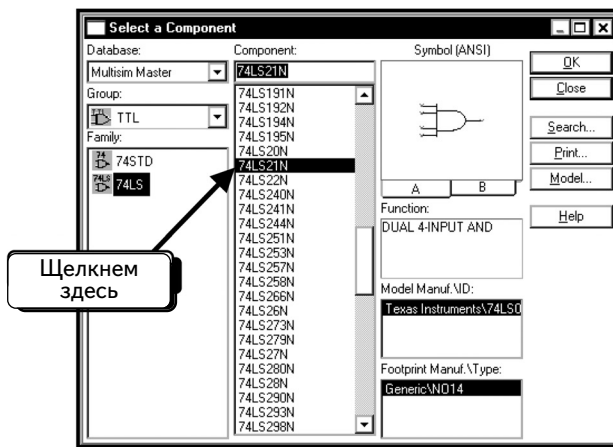 Select a Component
Database:
Multisim Master
Group:
TTL
Family:
74STD
74LS
Component:
74LS21N
74LS191N
74LS192N
74LS194N
74LS195N
74LS20N
74LS21N
74LS22N
74LS240N
74LS241N
74LS244N
74LS251N
74LS253N
74LS257N
74LS258N
74LS266N
74LS26N
74LS273N
74LS279N
74LS27N
74LS280N
74LS28N
74LS290N
74LS293N
74LS298N
Symbol (ANSI)
A
B
Function:
DUAL 4-INPUT AND
Model Manuf.\ID:
Texas Instruments\74LS0
Footprint Manuf.\Type:
Generic\NO14
OK
Close
Search...
Print...
Model...
Help
Щелкнем
здесь